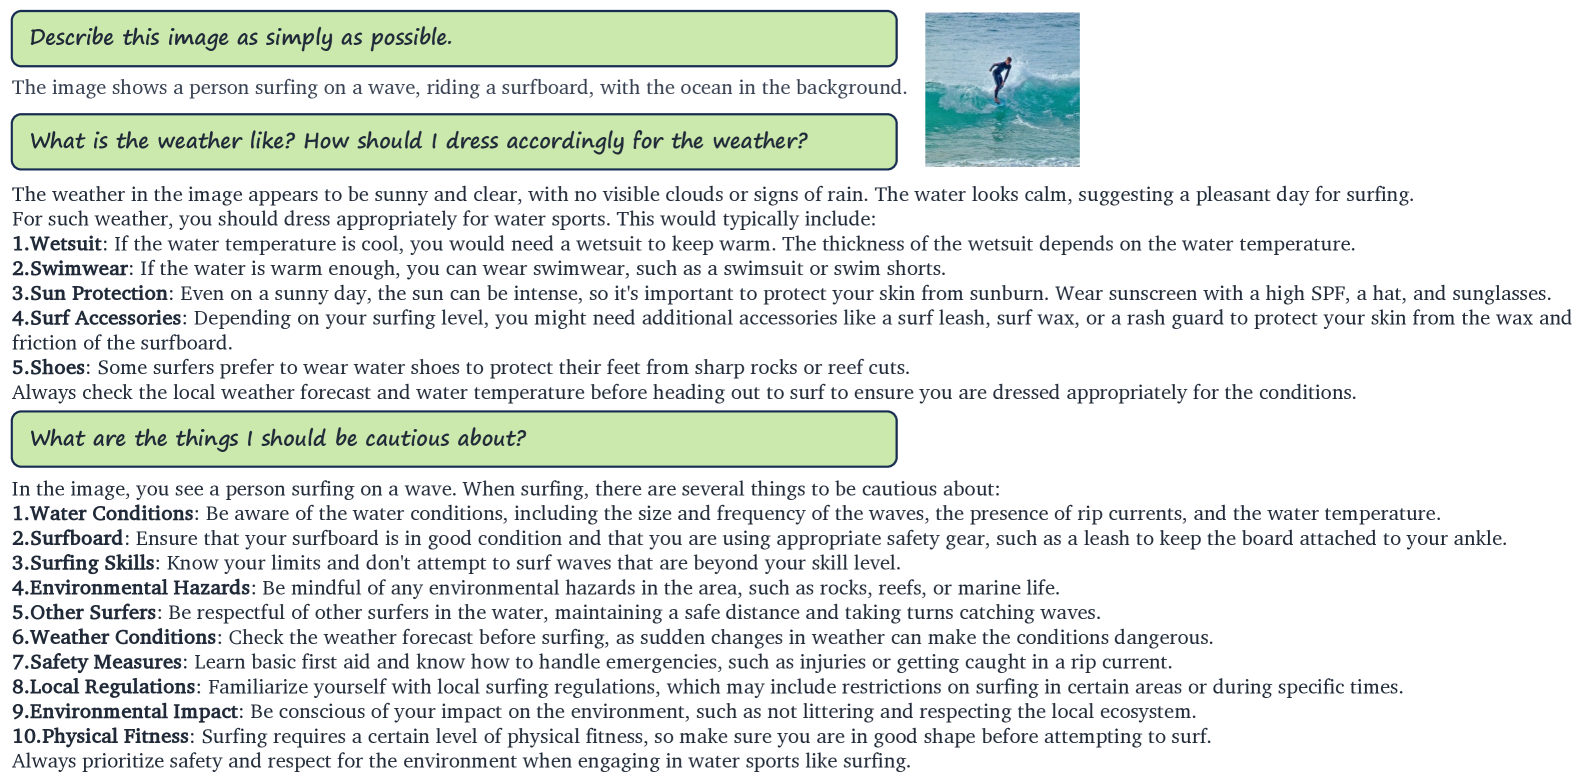 Describe this image as simply as possible.
The image shows a person surfing on a wave, riding a surfboard, with the ocean in the background.
What is the weather like? How should I dress accordingly for the weather?
The weather in the image appears to be sunny and clear, with no visible clouds or signs of rain. The water looks calm, suggesting a pleasant day for surfing.
For such weather, you should dress appropriately for water sports. This would typically include:
1.Wetsuit: If the water temperature is cool, you would need a wetsuit to keep warm. The thickness of the wetsuit depends on the water temperature.
2.Swimwear: If the water is warm enough, you can wear swimwear, such as a swimsuit or swim shorts.
3.Sun Protection: Even on a sunny day, the sun can be intense, so it's important to protect your skin from sunburn. Wear sunscreen with a high SPF, a hat, and sunglasses.
4.Surf Accessories: Depending on your surfing level, you might need additional accessories like a surf leash, surf wax, or a rash guard to protect your skin from the wax and
friction of the surfboard.
5.Shoes: Some surfers prefer to wear water shoes to protect their feet from sharp rocks or reef cuts.
Always check the local weather forecast and water temperature before heading out to surf to ensure you are dressed appropriately for the conditions.
What are the things I should be cautious about?
In the image, you see a person surfing on a wave. When surfing, there are several things to be cautious about:
1.Water Conditions: Be aware of the water conditions, including the size and frequency of the waves, the presence of rip currents, and the water temperature.
2.Surfboard: Ensure that your surfboard is in good condition and that you are using appropriate safety gear, such as a leash to keep the board attached to your ankle.
3.Surfing Skills: Know your limits and don't attempt to surf waves that are beyond your skill level.
4.Environmental Hazards: Be mindful of any environmental hazards in the area, such as rocks, reefs, or marine life.
5.Other Surfers: Be respectful of other surfers in the water, maintaining a safe distance and taking turns catching waves.
6.Weather Conditions: Check the weather forecast before surfing, as sudden changes in weather can make the conditions dangerous.
7.Safety Measures: Learn basic first aid and know how to handle emergencies, such as injuries or getting caught in a rip current.
8.Local Regulations: Familiarize yourself with local surfing regulations, which may include restrictions on surfing in certain areas or during specific times.
9.Environmental Impact: Be conscious of your impact on the environment, such as not littering and respecting the local ecosystem.
10.Physical Fitness: Surfing requires a certain level of physical fitness, so make sure you are in good shape before attempting to surf.
Always prioritize safety and respect for the environment when engaging in water sports like surfing.